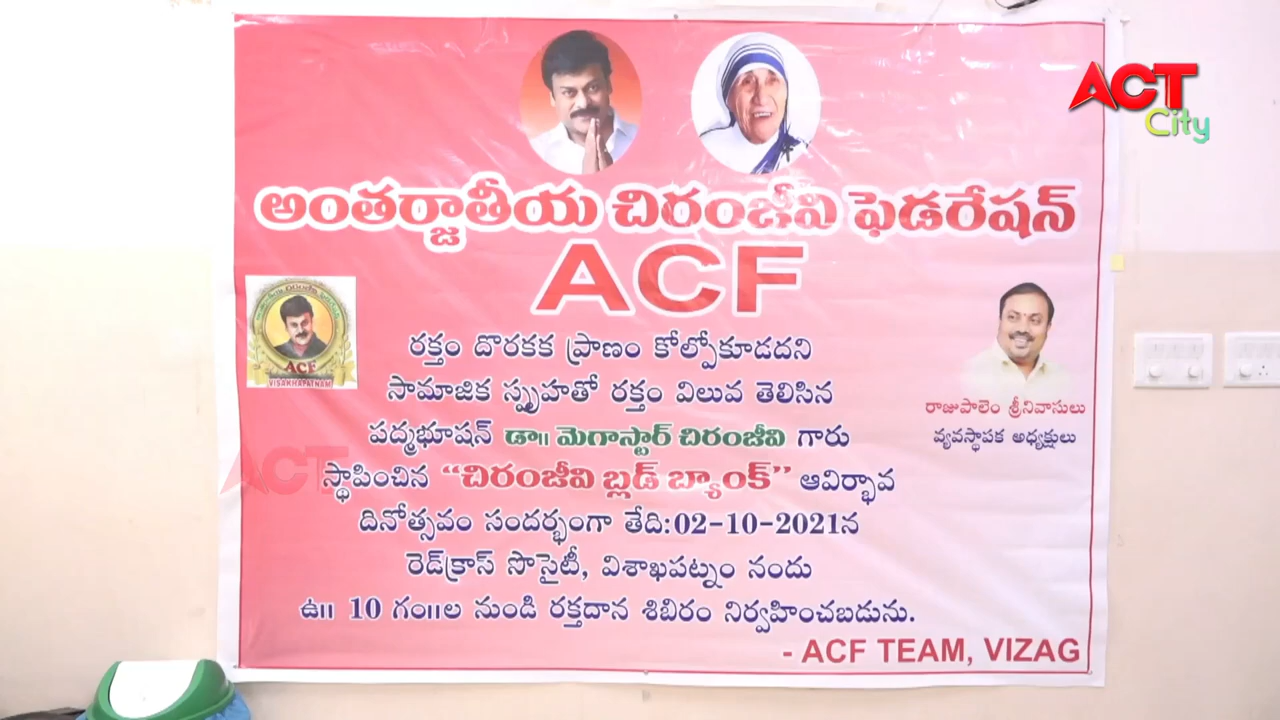 ACT
City
అంతర్జాతీయ చిరంజీవి ఫెడరేషన్
ACF
ACF
VISAKHAPATNAM
రక్తం దొరకక ప్రాణం కోల్పోకూడదని
సామాజిక స్పృహతో రక్తం విలువ తెలిసిన
పద్మభూషన్ డా॥ మెగాస్టార్ చిరంజీవి గారు
స్థాపించిన "చిరంజీవి బ్లడ్ బ్యాంక్" ఆవిర్భావ
దినోత్సవం సందర్భంగా తేది:02-10-2021న
రెడ్‌క్రాస్ సొసైటీ, విశాఖపట్నం నందు
ఉ॥ 10 గం॥ల నుండి రక్తదాన శిబిరం నిర్వహించబడును.
- ACF TEAM, VIZAG
రాజుపాలెం శ్రీనివాసులు
వ్యవస్థాపక అధ్యక్షులు
ACT